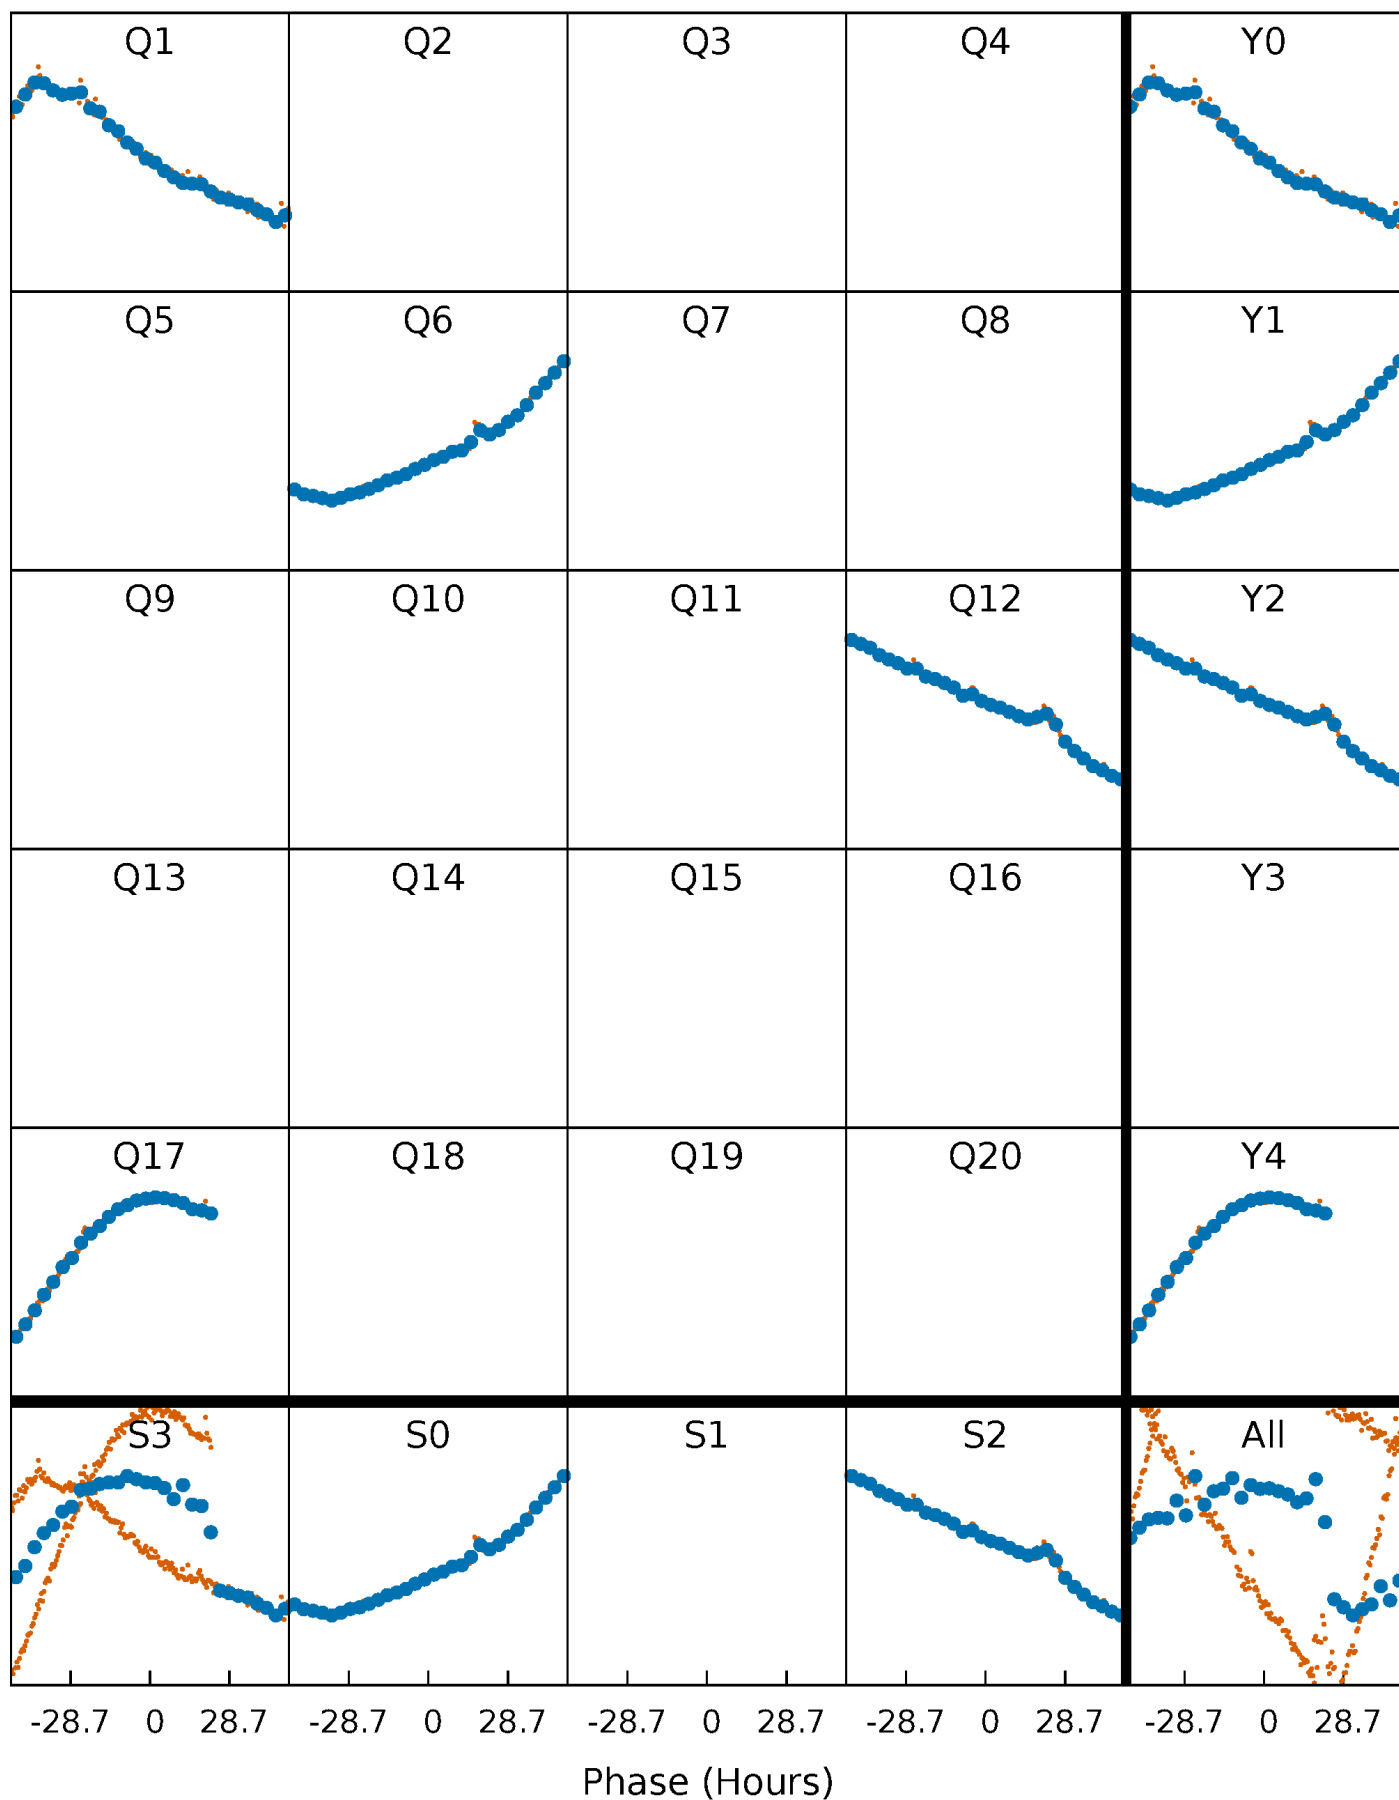 Q1 Q2 Q3 Q4 Y0
Q5 Q6 Q7 Q8 Y1
Q9 Q10 Q11 Q12 Y2
Q13 Q14 Q15 Q16 Y3
Q17 Q18 Q19 Q20 Y4
S3 S0 S1 S2 All
-28.7 0 28.7 -28.7 0 28.7 -28.7 0 28.7 -28.7 0 28.7 -28.7 0 28.7
Phase (Hours)